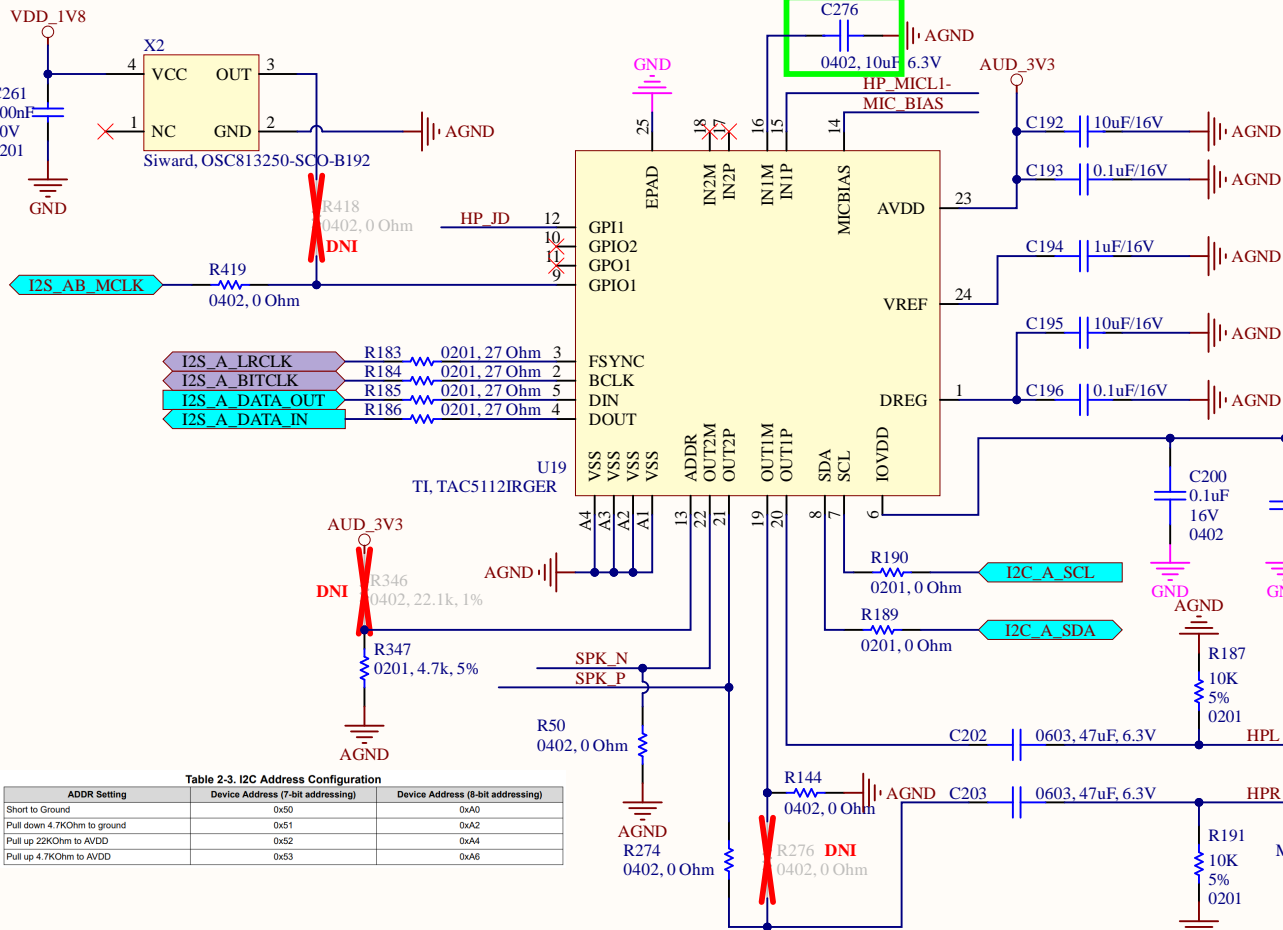 VDD_1V8
X2
4 VCC OUT 3
1 NC GND 2
AGND
Siward, OSC813250-SCO-B192
C261
0201
GND
R418
0402, 0 Ohm
DNI
I2S_AB_MCLK
R419
0402, 0 Ohm
HP_JD
12 GPI1
10 GPIO2
11 GPO1
9 GPIO1
GND
25 EPAD
18 IN2M
17 IN2P
16 IN1M
15 IN1P
14 MICBIAS
C276
0402, 10uF, 6.3V
AGND
HP_MICL1-
MIC_BIAS
AUD_3V3
AVDD 23
C192 10uF/16V AGND
C193 0.1uF/16V AGND
VREF 24
C194 1uF/16V AGND
C195 10uF/16V AGND
DREG 1
C196 0.1uF/16V AGND
I2S_A_LRCLK R183 0201, 27 Ohm 3 FSYNC
I2S_A_BITCLK R184 0201, 27 Ohm 2 BCLK
I2S_A_DATA_OUT R185 0201, 27 Ohm 5 DIN
I2S_A_DATA_IN R186 0201, 27 Ohm 4 DOUT
U19
TI, TAC5112IRGER
VSS A4
VSS A3
VSS A2
VSS A1
ADDR 13
OUT2M 22
OUT2P 21
OUT1M 19
OUT1P 20
SDA 8
SCL 7
IOVDD 6
AGND
C200
0.1uF
16V
0402
GND
R190
0201, 0 Ohm
I2C_A_SCL
R189
0201, 0 Ohm
I2C_A_SDA
AUD_3V3
DNI
R346
0402, 22.1k, 1%
R347
0201, 4.7k, 5%
AGND
SPK_N
SPK_P
R50
0402, 0 Ohm
AGND
AGND
R187
10K
5%
0201
C202 0603, 47uF, 6.3V HPL
R144
0402, 0 Ohm
AGND
C203 0603, 47uF, 6.3V HPR
R274
0402, 0 Ohm
R276 DNI
0402, 0 Ohm
R191
10K
5%
0201
Table 2-3. I2C Address Configuration
ADDR Setting Device Address (7-bit addressing) Device Address (8-bit addressing)
Short to Ground 0x50 0xA0
Pull down 4.7KOhm to ground 0x51 0xA2
Pull up 22KOhm to AVDD 0x52 0xA4
Pull up 4.7KOhm to AVDD 0x53 0xA6